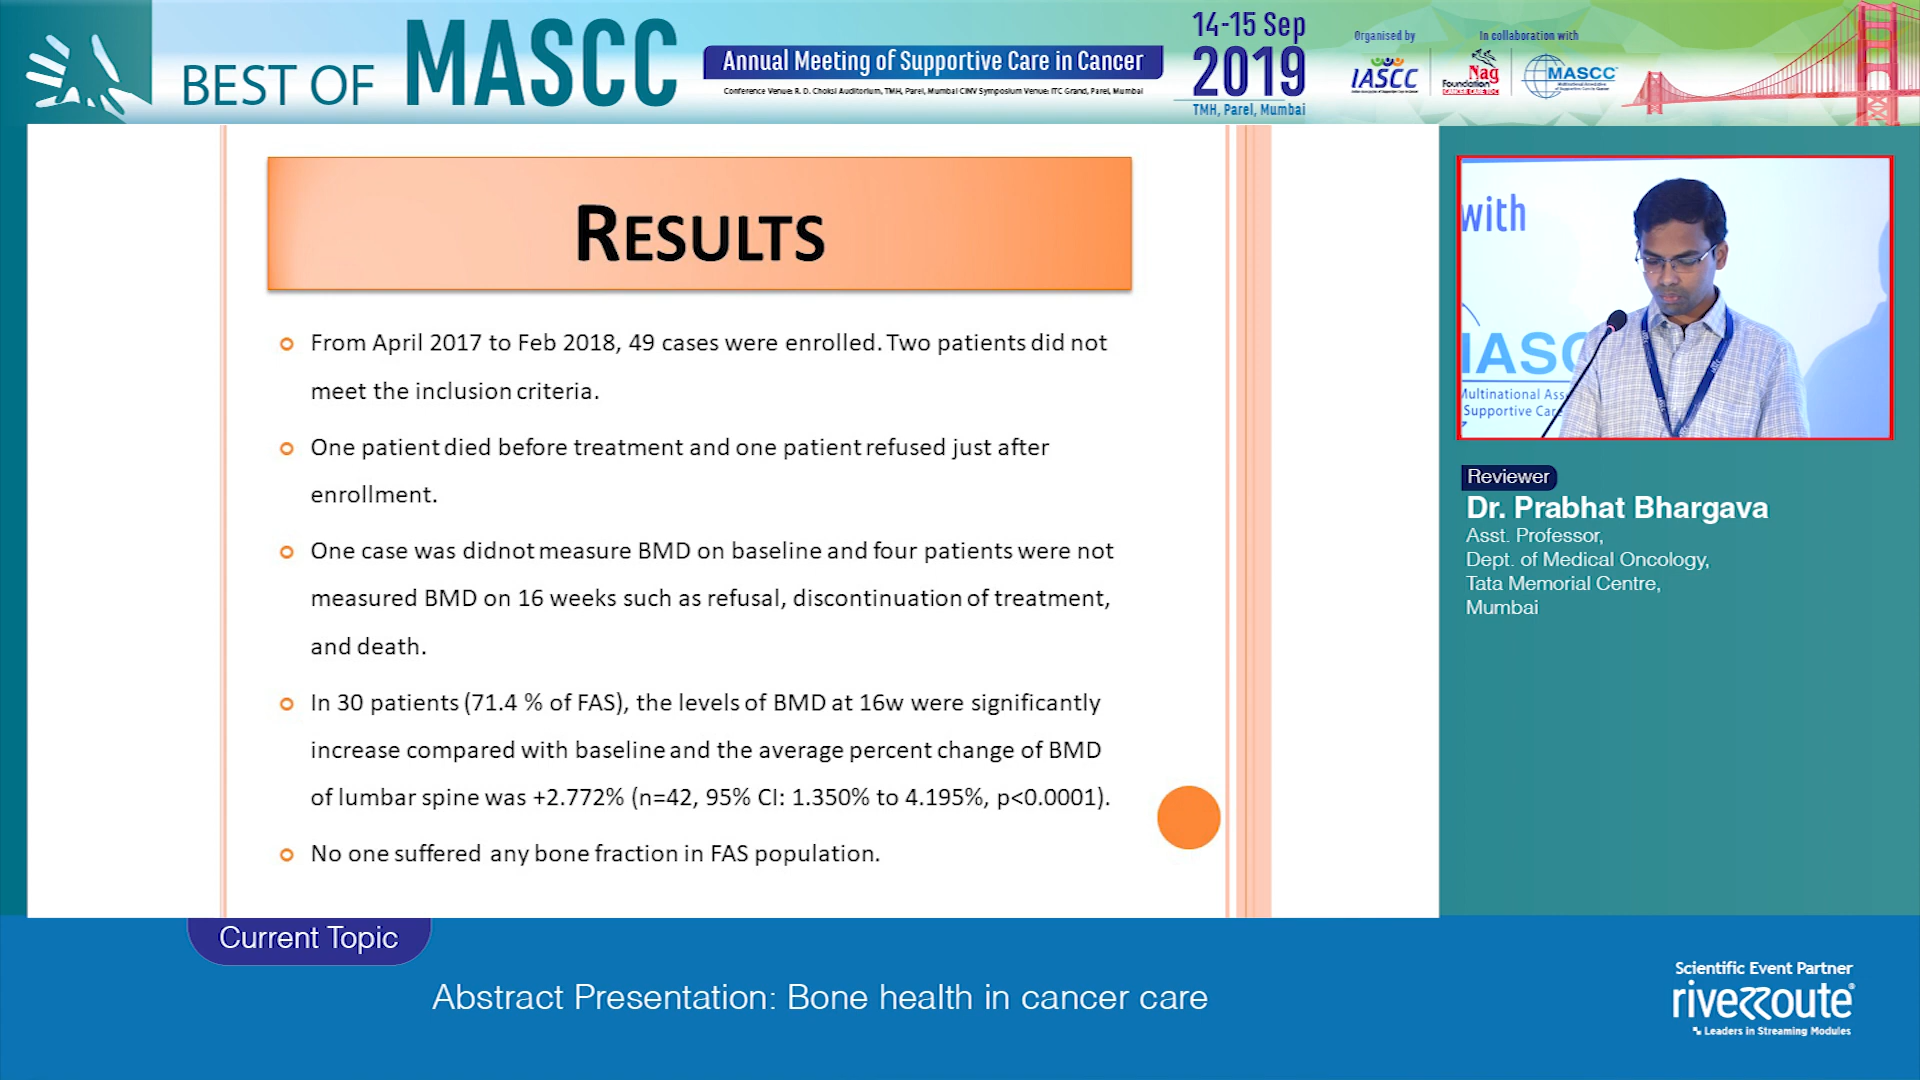 BEST OF MASCC
Annual Meeting of Supportive Care in Cancer
Conference Venue: R. D. Choksi Auditorium, TMH, Parel, Mumbai CINV Symposium Venue: ITC Grand, Parel, Mumbai
14-15 Sep
2019
TMH, Parel, Mumbai
Organised by
IASCC
In collaboration with
Nag
Foundation
MASCC
RESULTS
From April 2017 to Feb 2018, 49 cases were enrolled. Two patients did not
meet the inclusion criteria.
One patient died before treatment and one patient refused just after
enrollment.
One case was didnot measure BMD on baseline and four patients were not
measured BMD on 16 weeks such as refusal, discontinuation of treatment,
and death.
In 30 patients (71.4 % of FAS), the levels of BMD at 16w were significantly
increase compared with baseline and the average percent change of BMD
of lumbar spine was +2.772% (n=42, 95% CI: 1.350% to 4.195%, p<0.0001).
No one suffered any bone fraction in FAS population.
with
IASC
Multinational Ass
Supportive Car
Reviewer
Dr. Prabhat Bhargava
Asst. Professor,
Dept. of Medical Oncology,
Tata Memorial Centre,
Mumbai
Current Topic
Abstract Presentation: Bone health in cancer care
Scientific Event Partner
riverroute
Leaders in Streaming Modules